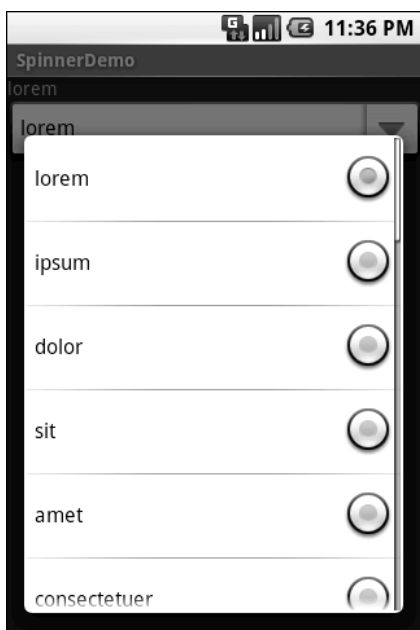 G
11:36 PM
SpinnerDemo
lorem
lorem
lorem
ipsum
dolor
sit
amet
consectetuer